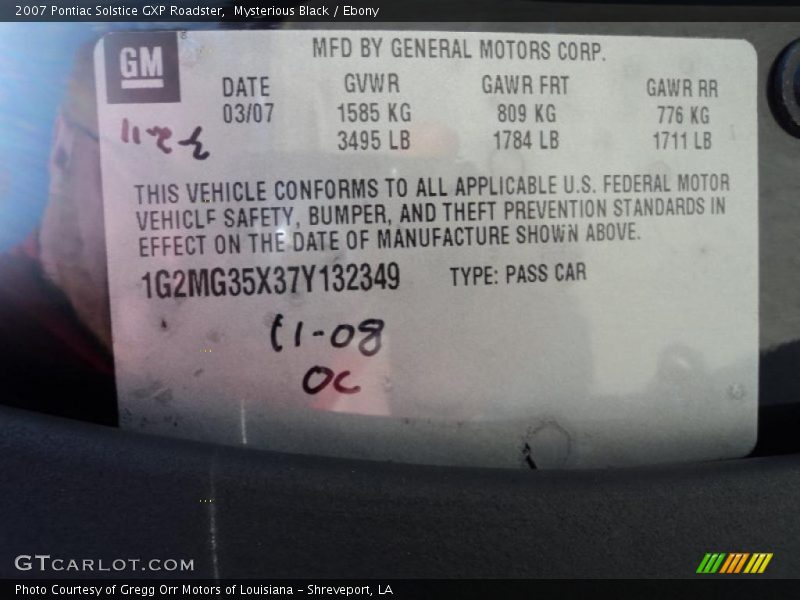 2007 Pontiac Solstice GXP Roadster, Mysterious Black / Ebony
GM
MFD BY GENERAL MOTORS CORP.
DATE GVWR GAWR FRT GAWR RR
03/07 1585 KG 809 KG 776 KG
3495 LB 1784 LB 1711 LB
THIS VEHICLE CONFORMS TO ALL APPLICABLE U.S. FEDERAL MOTOR
VEHICLE SAFETY, BUMPER, AND THEFT PREVENTION STANDARDS IN
EFFECT ON THE DATE OF MANUFACTURE SHOWN ABOVE.
1G2MG35X37Y132349 TYPE: PASS CAR
11-08
OC
GTCARLOT.COM
Photo Courtesy of Gregg Orr Motors of Louisiana - Shreveport, LA